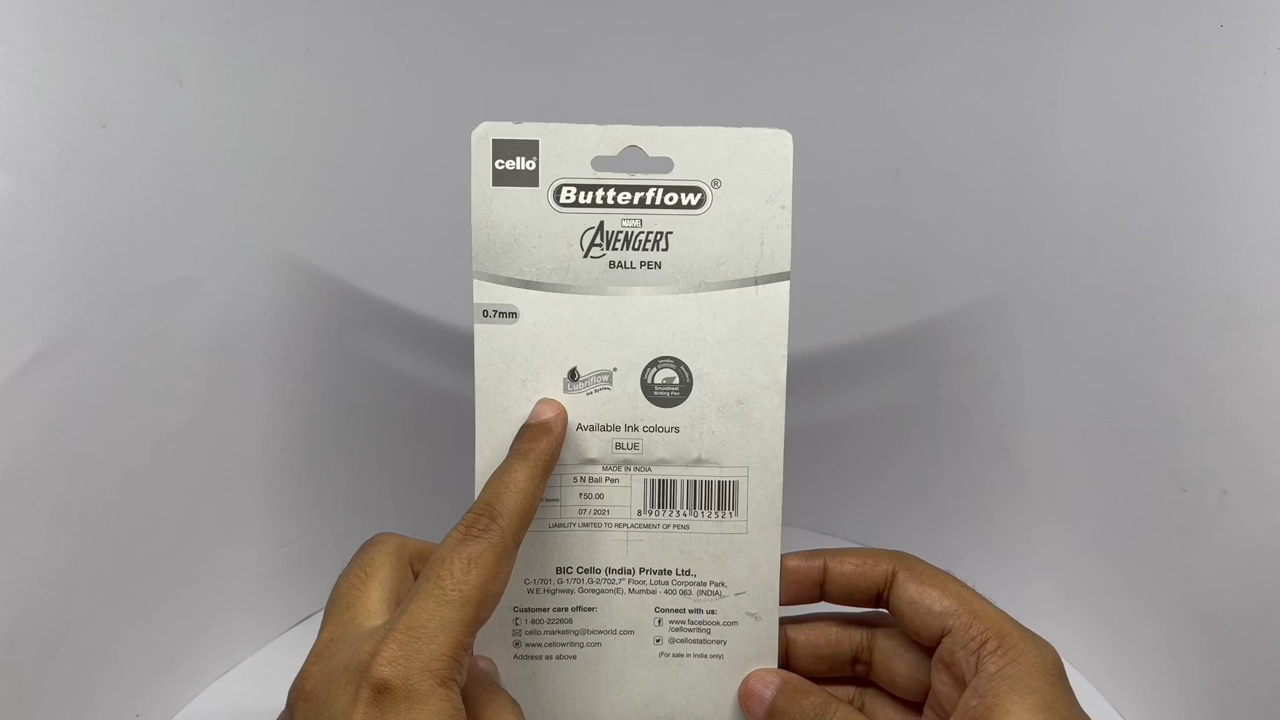 cello®
Butterflow®
MARVEL
AVENGERS
BALL PEN
0.7mm
Lubriflow®
Ink System
Smoothest
Writing Pen
Available Ink colours
BLUE
MADE IN INDIA
5 N Ball Pen
₹50.00
07 / 2021
8 907234 012521
LIABILITY LIMITED TO REPLACEMENT OF PENS
BIC Cello (India) Private Ltd.,
C-1/701, G-1/701.G-2/702,7th Floor, Lotus Corporate Park,
W.E.Highway, Goregaon(E), Mumbai - 400 063. (INDIA),
Customer care officer:
1-800-222608
cello.marketing@bicworld.com
www.cellowriting.com
Address as above
Connect with us:
www.facebook.com
/cellowriting
@cellostationery
(For sale in India only)